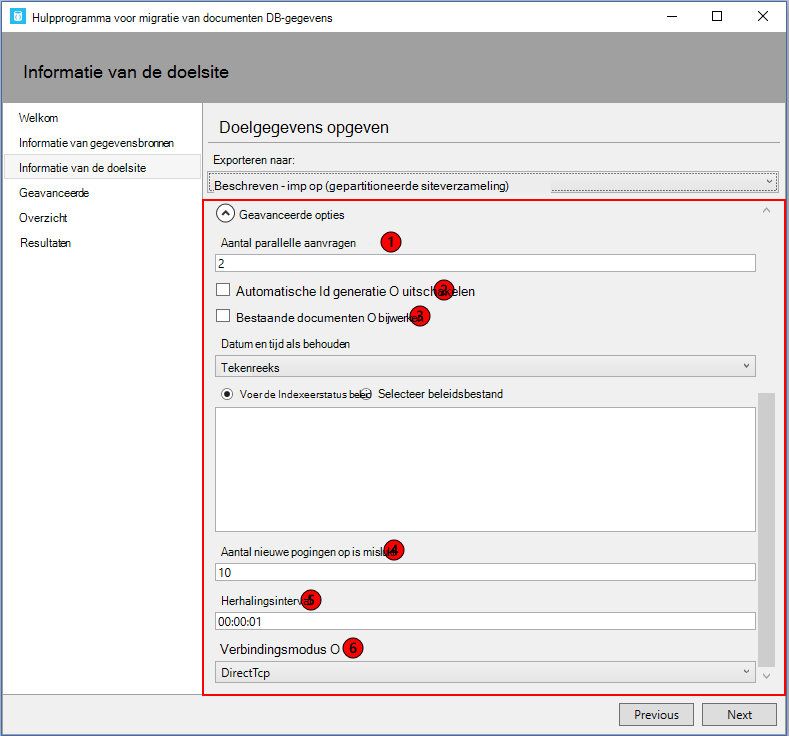 Hulpprogramma voor migratie van documenten DB-gegevens
Informatie van de doelsite
Welkom
Informatie van gegevensbronnen
Informatie van de doelsite
Geavanceerde
Overzicht
Resultaten
Doelgegevens opgeven
Exporteren naar:
Beschreven - imp op (gepartitioneerde siteverzameling)
Geavanceerde opties
Aantal parallelle aanvragen 1
2
Automatische Id generatie O uitschakelen 2
Bestaande documenten O bijwerken 3
Datum en tijd als behouden
Tekenreeks
Voer de Indexeerstatus beleid Selecteer beleidsbestand
Aantal nieuwe pogingen op is mislukt 4
10
Herhalingsinterval 5
00:00:01
Verbindingsmodus O 6
DirectTcp
Previous Next